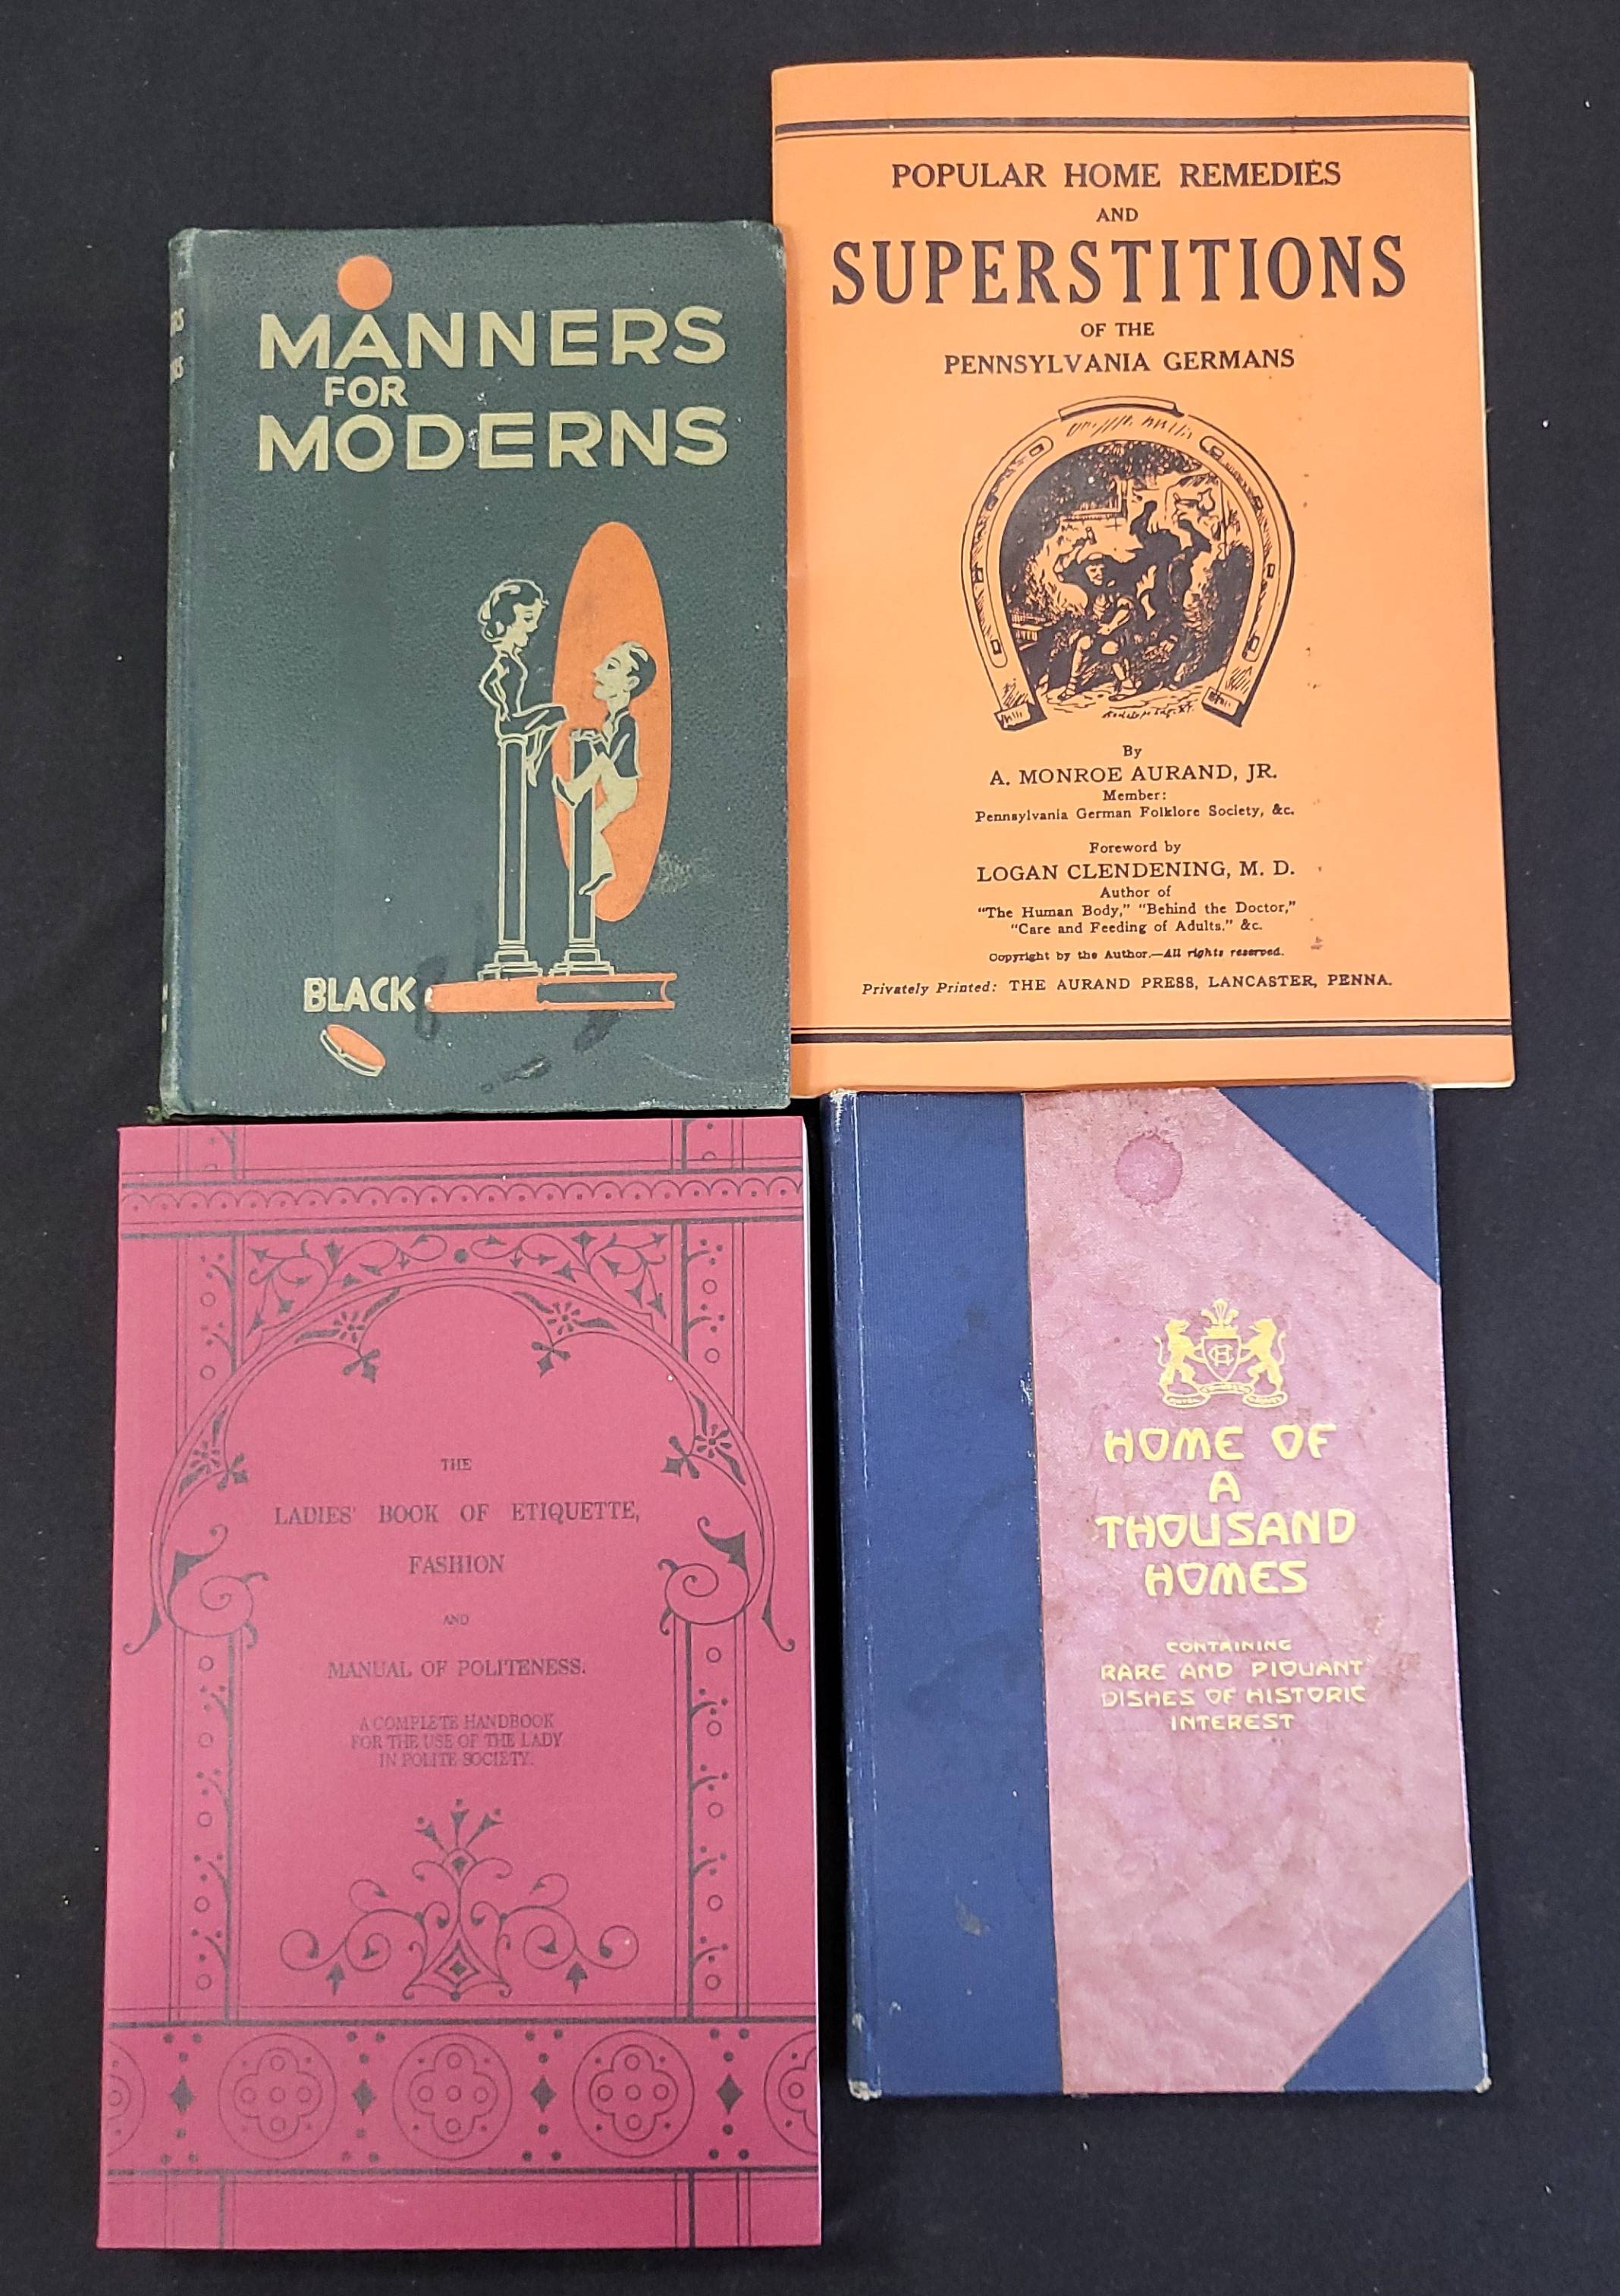 MANNERS
FOR
MODERNS
BLACK
POPULAR HOME REMEDIES
AND
SUPERSTITIONS
OF THE
PENNSYLVANIA GERMANS
By
A. MONROE AURAND, JR.
Member:
Pennsylvania German Folklore Society, &c.
Foreword by
LOGAN CLENDENING, M. D.
Author of
"The Human Body," "Behind the Doctor,"
"Care and Feeding of Adults." &c.
Copyright by the Author.—All rights reserved.
Privately Printed: THE AURAND PRESS, LANCASTER, PENNA.
THE
LADIES' BOOK OF ETIQUETTE,
FASHION
AND
MANUAL OF POLITENESS.
A COMPLETE HANDBOOK
FOR THE USE OF THE LADY
IN POLITE SOCIETY.
HOME OF
A
THOUSAND
HOMES
CONTAINING
RARE AND PIQUANT
DISHES OF HISTORIC
INTEREST